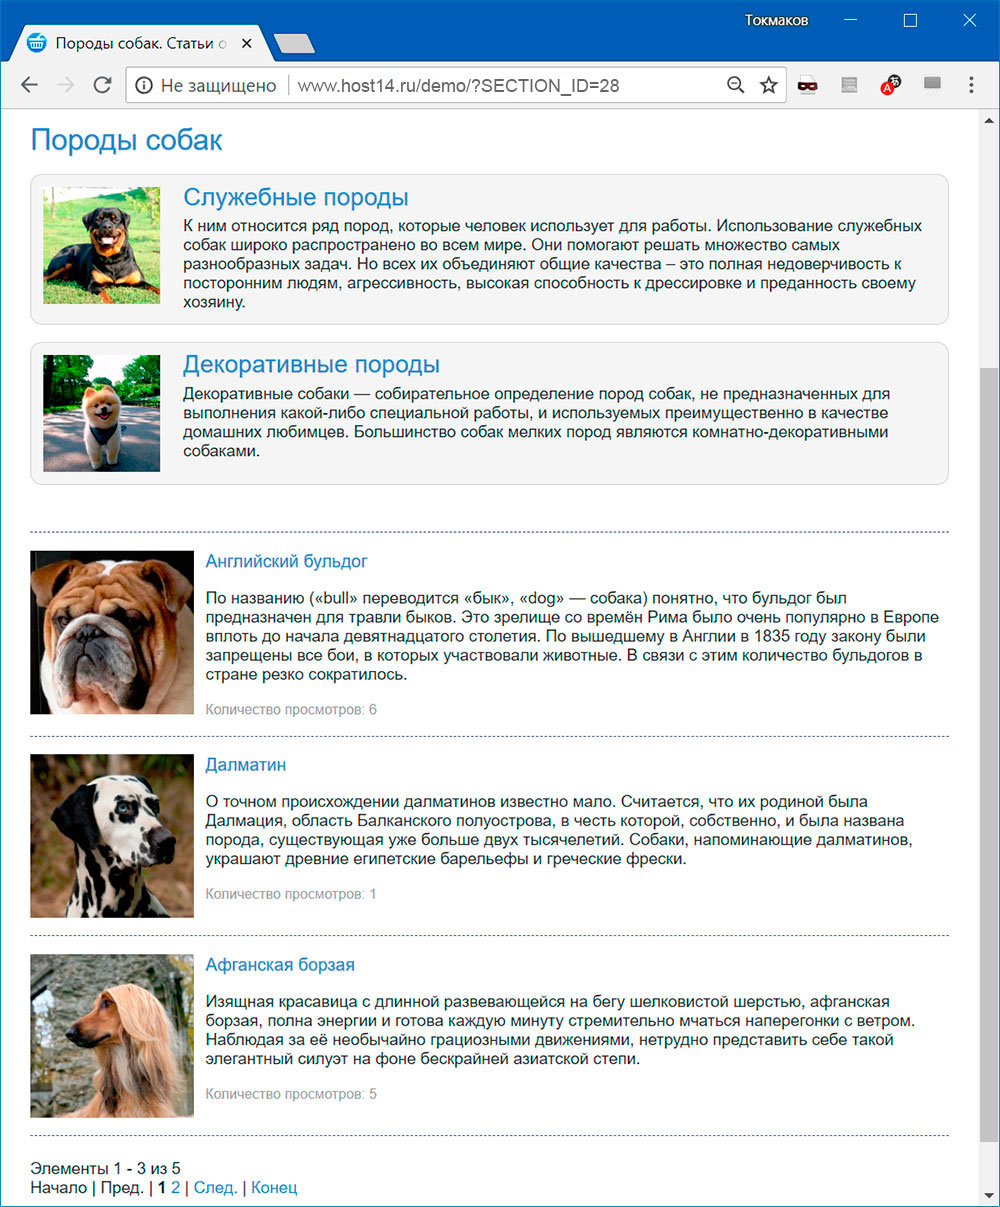 Токмаков
Породы собак. Статьи о
Не защищено www.host14.ru/demo/?SECTION_ID=28
Породы собак
Служебные породы
К ним относится ряд пород, которые человек использует для работы. Использование служебных
собак широко распространено во всем мире. Они помогают решать множество самых
разнообразных задач. Но всех их объединяют общие качества – это полная недоверчивость к
посторонним людям, агрессивность, высокая способность к дрессировке и преданность своему
хозяину.
Декоративные породы
Декоративные собаки — собирательное определение пород собак, не предназначенных для
выполнения какой-либо специальной работы, и используемых преимущественно в качестве
домашних любимцев. Большинство собак мелких пород являются комнатно-декоративными
собаками.
Английский бульдог
По названию («bull» переводится «бык», «dog» — собака) понятно, что бульдог был
предназначен для травли быков. Это зрелище со времён Рима было очень популярно в Европе
вплоть до начала девятнадцатого столетия. По вышедшему в Англии в 1835 году закону были
запрещены все бои, в которых участвовали животные. В связи с этим количество бульдогов в
стране резко сократилось.
Количество просмотров: 6
Далматин
О точном происхождении далматинов известно мало. Считается, что их родиной была
Далмация, область Балканского полуострова, в честь которой, собственно, и была названа
порода, существующая уже больше двух тысячелетий. Собаки, напоминающие далматинов,
украшают древние египетские барельефы и греческие фрески.
Количество просмотров: 1
Афганская борзая
Изящная красавица с длинной развевающейся на бегу шелковистой шерстью, афганская
борзая, полна энергии и готова каждую минуту стремительно мчаться наперегонки с ветром.
Наблюдая за её необычайно грациозными движениями, нетрудно представить себе такой
элегантный силуэт на фоне бескрайней азиатской степи.
Количество просмотров: 5
Элементы 1 - 3 из 5
Начало | Пред. | 1 2 | След. | Конец